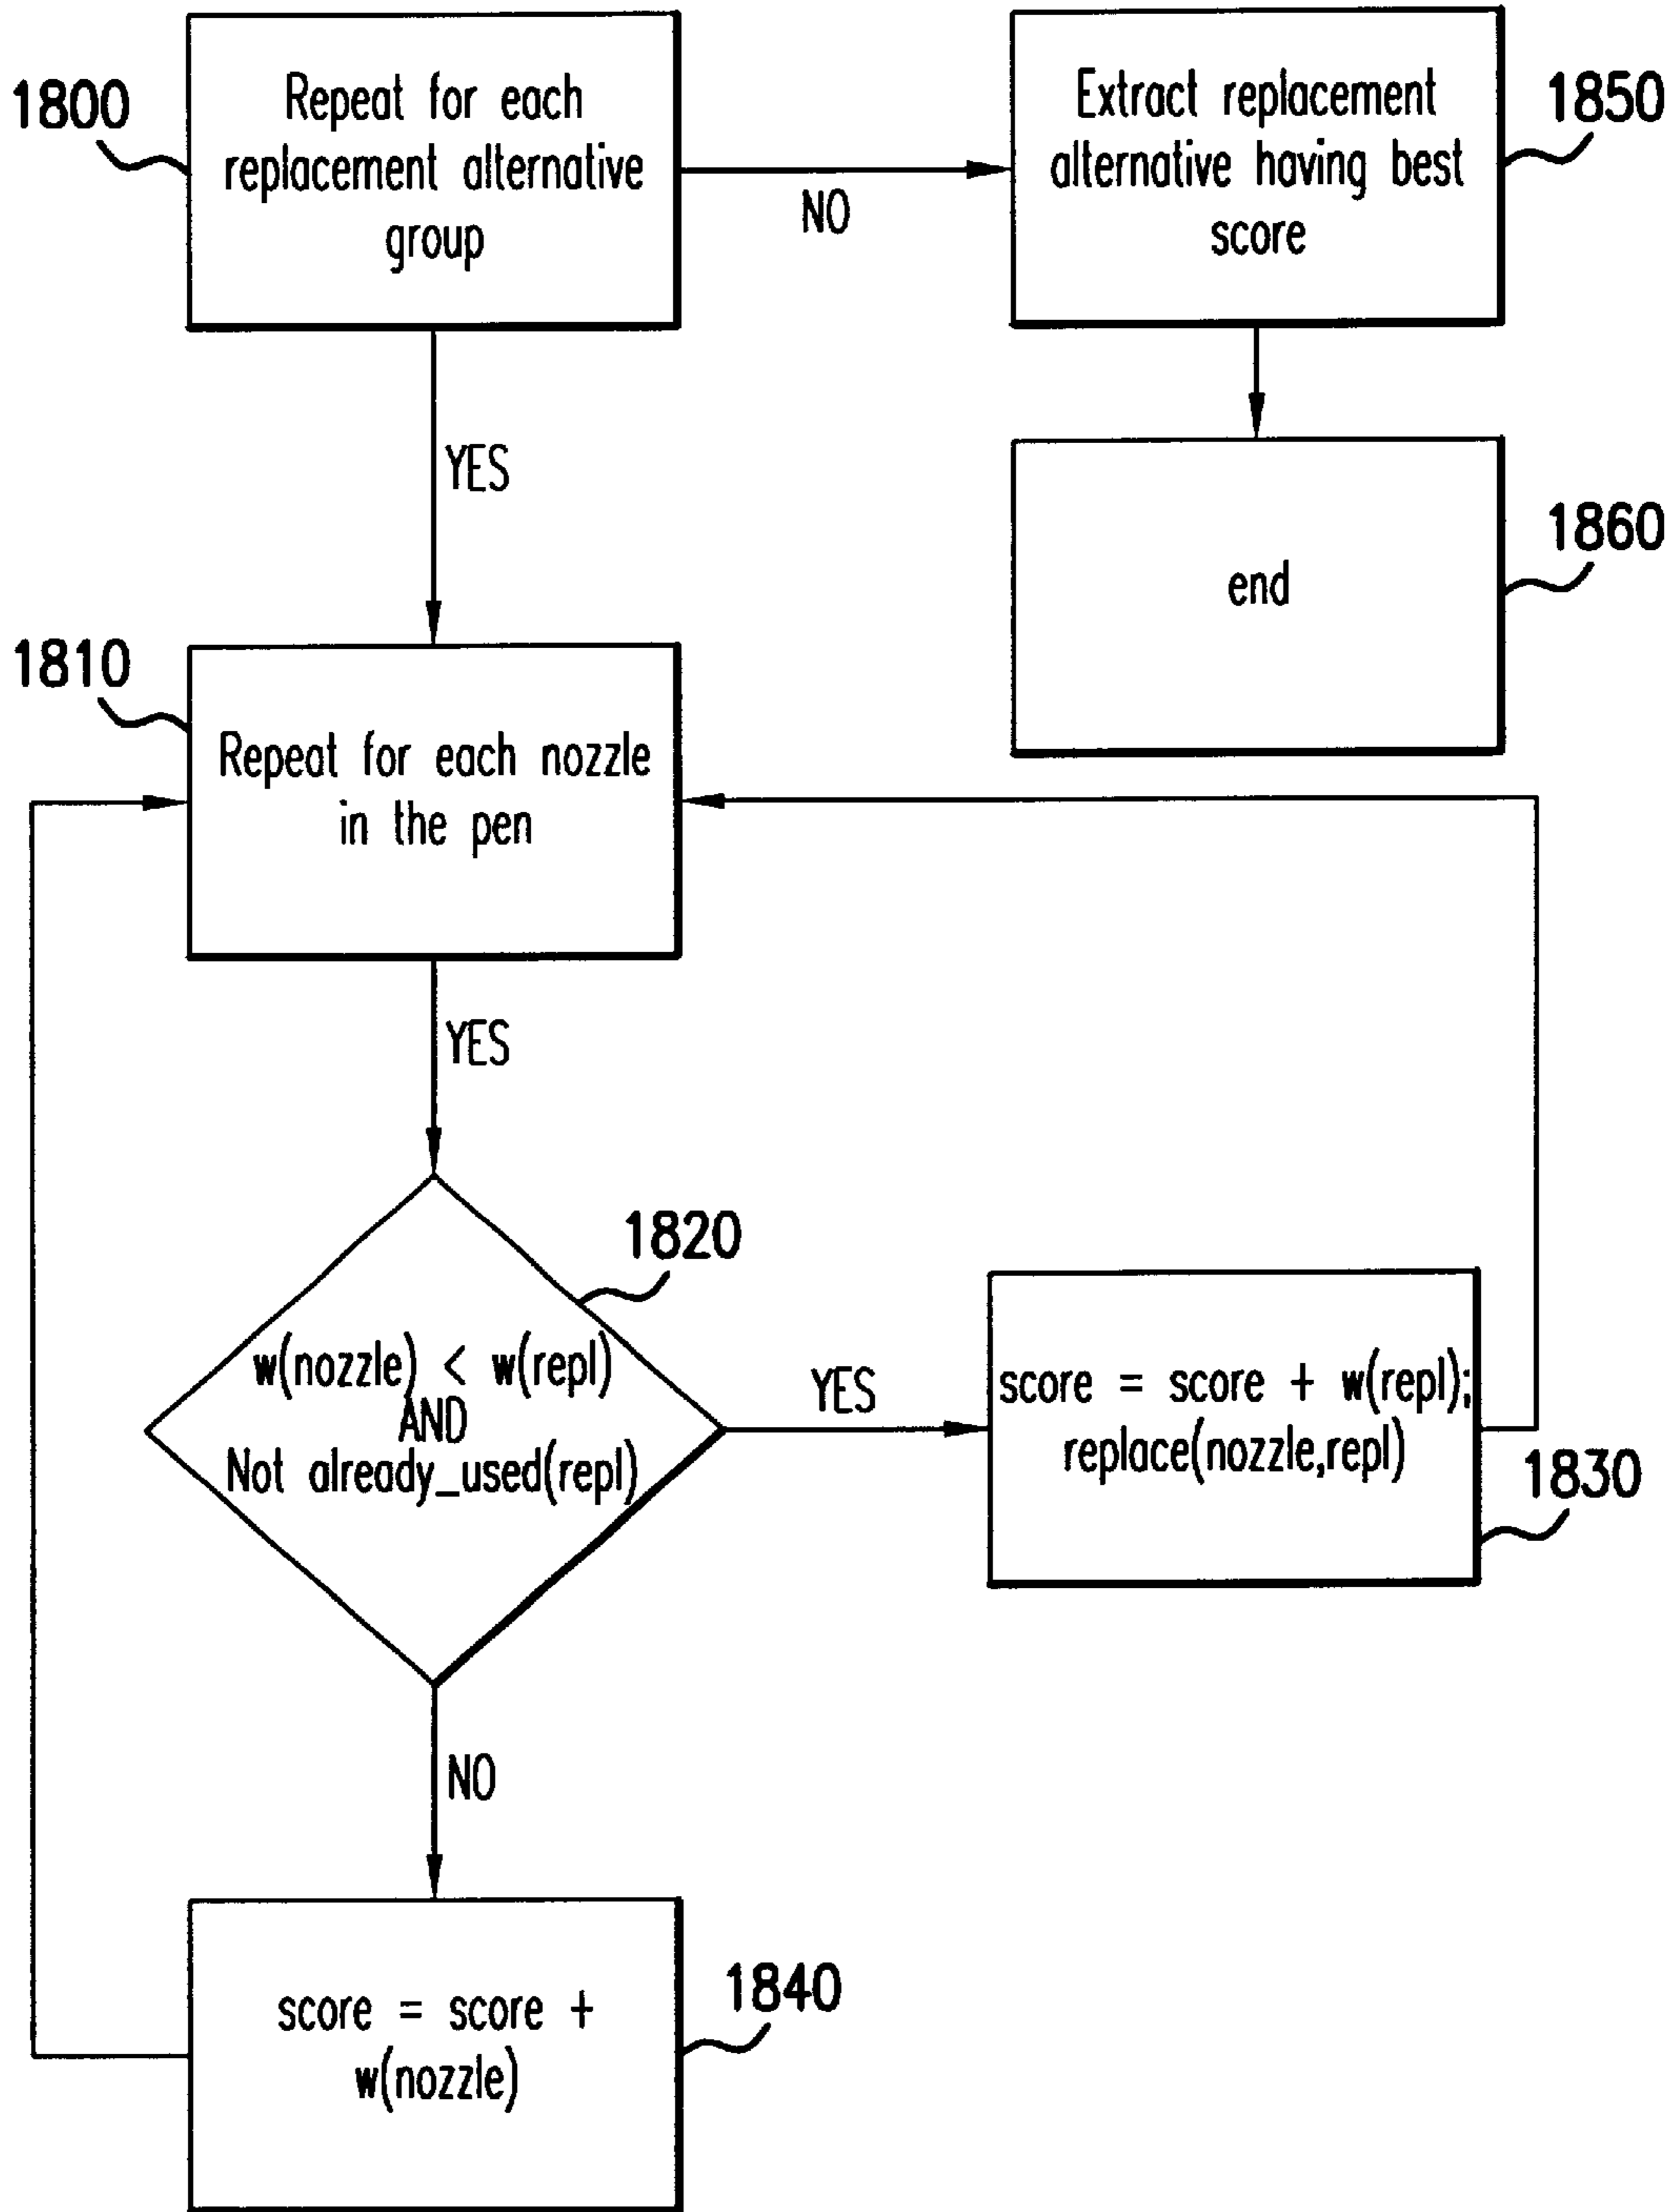 1800
Repeat for each
replacement alternative
group
NO
Extract replacement
alternative having best
score
1850
YES
end
1860
1810
Repeat for each nozzle
in the pen
YES
1820
w(nozzle) < w(repl)
AND
Not already_used(repl)
YES
score = score + w(repl);
replace(nozzle,repl)
1830
NO
score = score +
w(nozzle)
1840